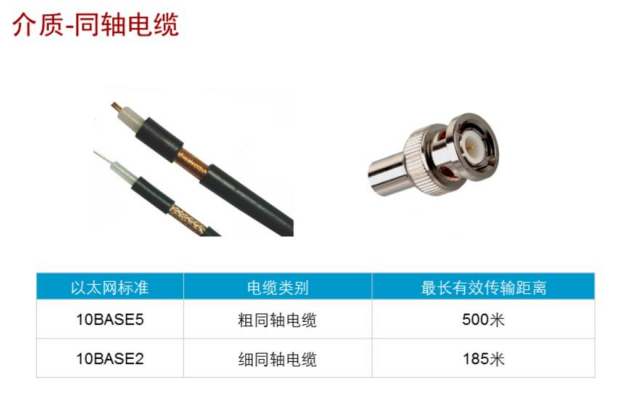 介质-同轴电缆
以太网标准 电缆类别 最长有效传输距离
10BASE5 粗同轴电缆 500米
10BASE2 细同轴电缆 185米